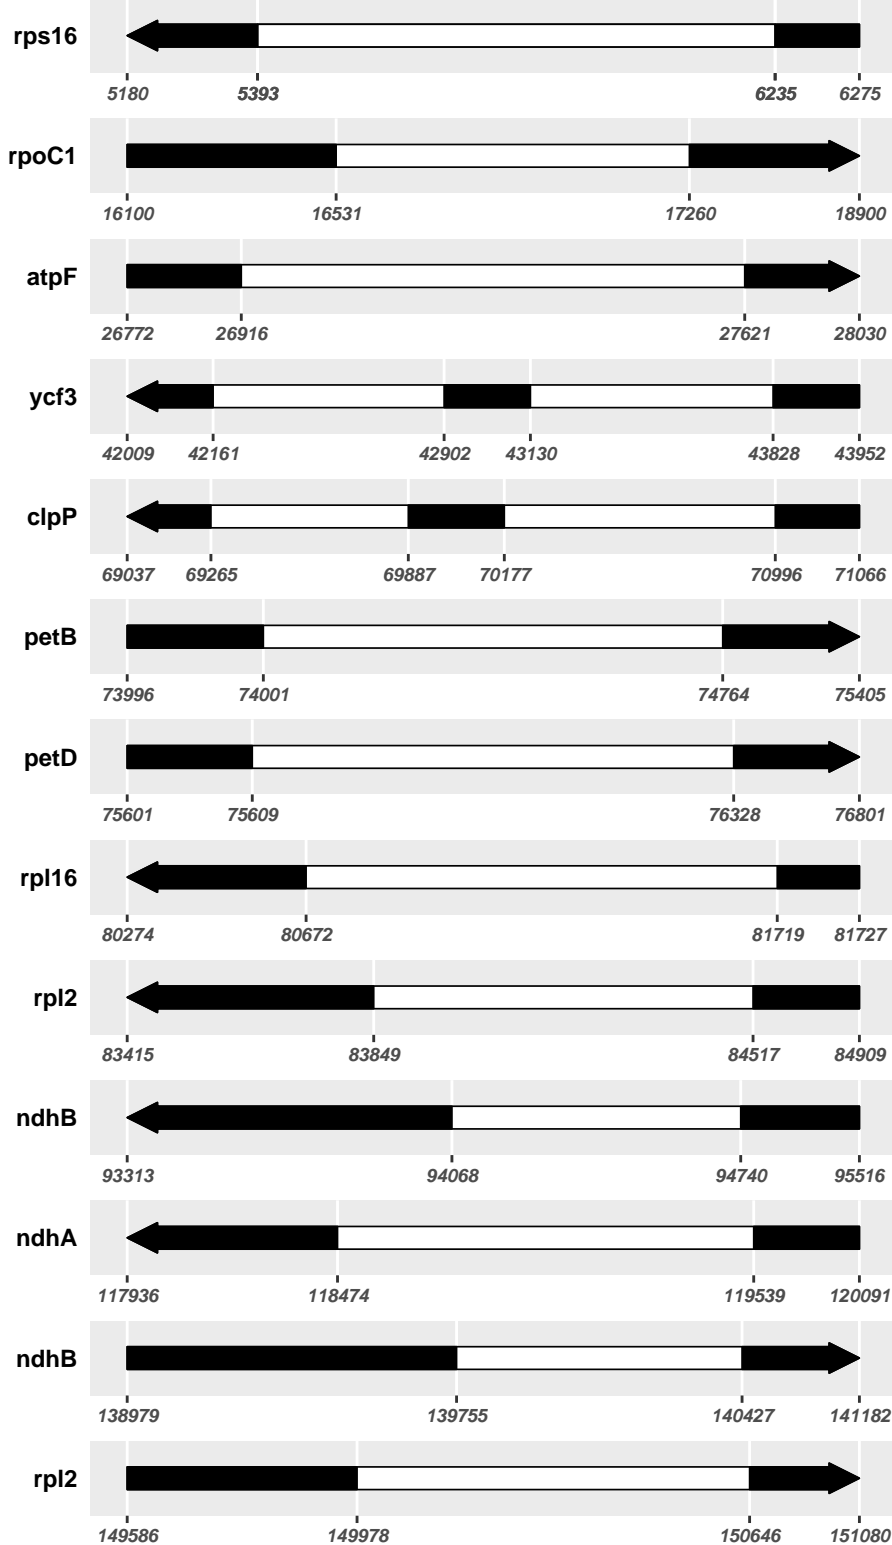 rps16
5180 5393 6235 6275
rpoC1
16100 16531 17260 18900
atpF
26772 26916 27621 28030
ycf3
42009 42161 42902 43130 43828 43952
clpP
69037 69265 69887 70177 70996 71066
petB
73996 74001 74764 75405
petD
75601 75609 76328 76801
rpl16
80274 80672 81719 81727
rpl2
83415 83849 84517 84909
ndhB
93313 94068 94740 95516
ndhA
117936 118474 119539 120091
ndhB
138979 139755 140427 141182
rpl2
149586 149978 150646 151080